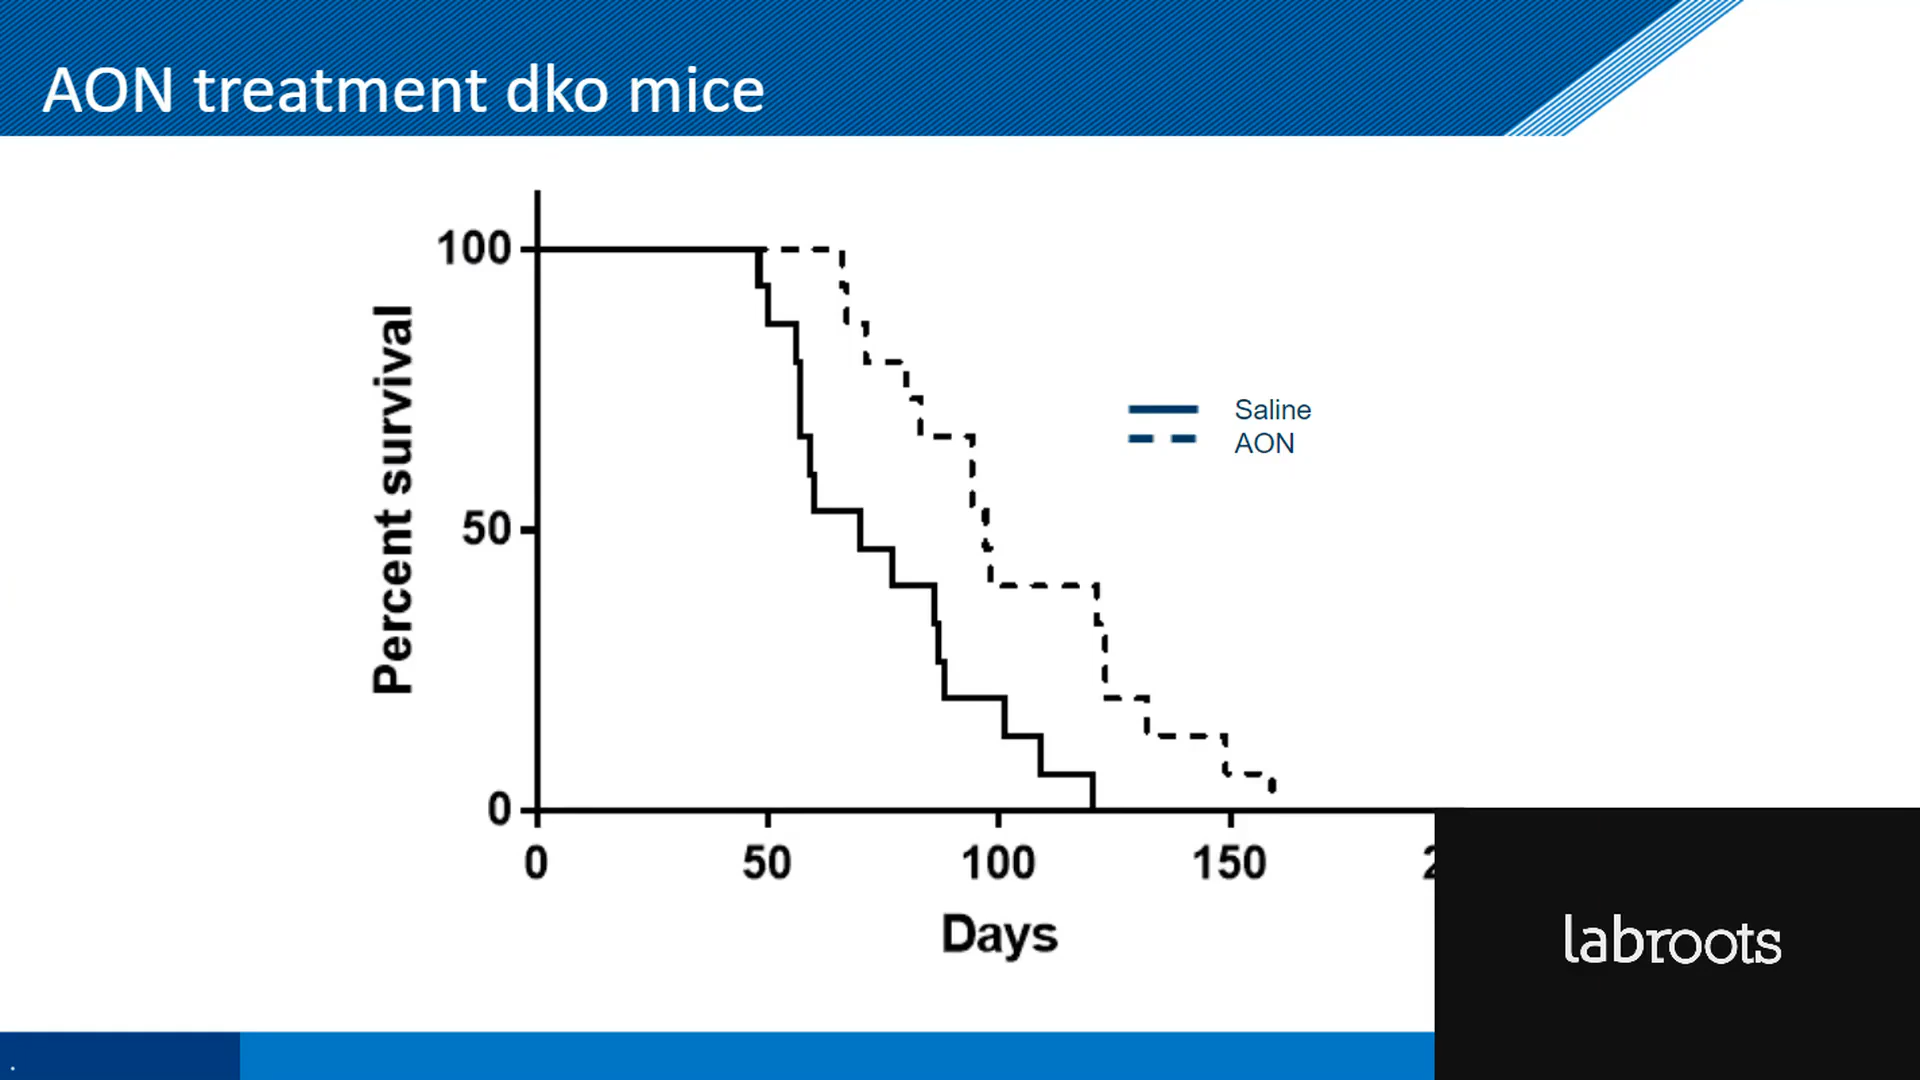 AON treatment dko mice
Percent survival
100
50
0
Saline
AON
0 50 100 150 2
Days
labroots